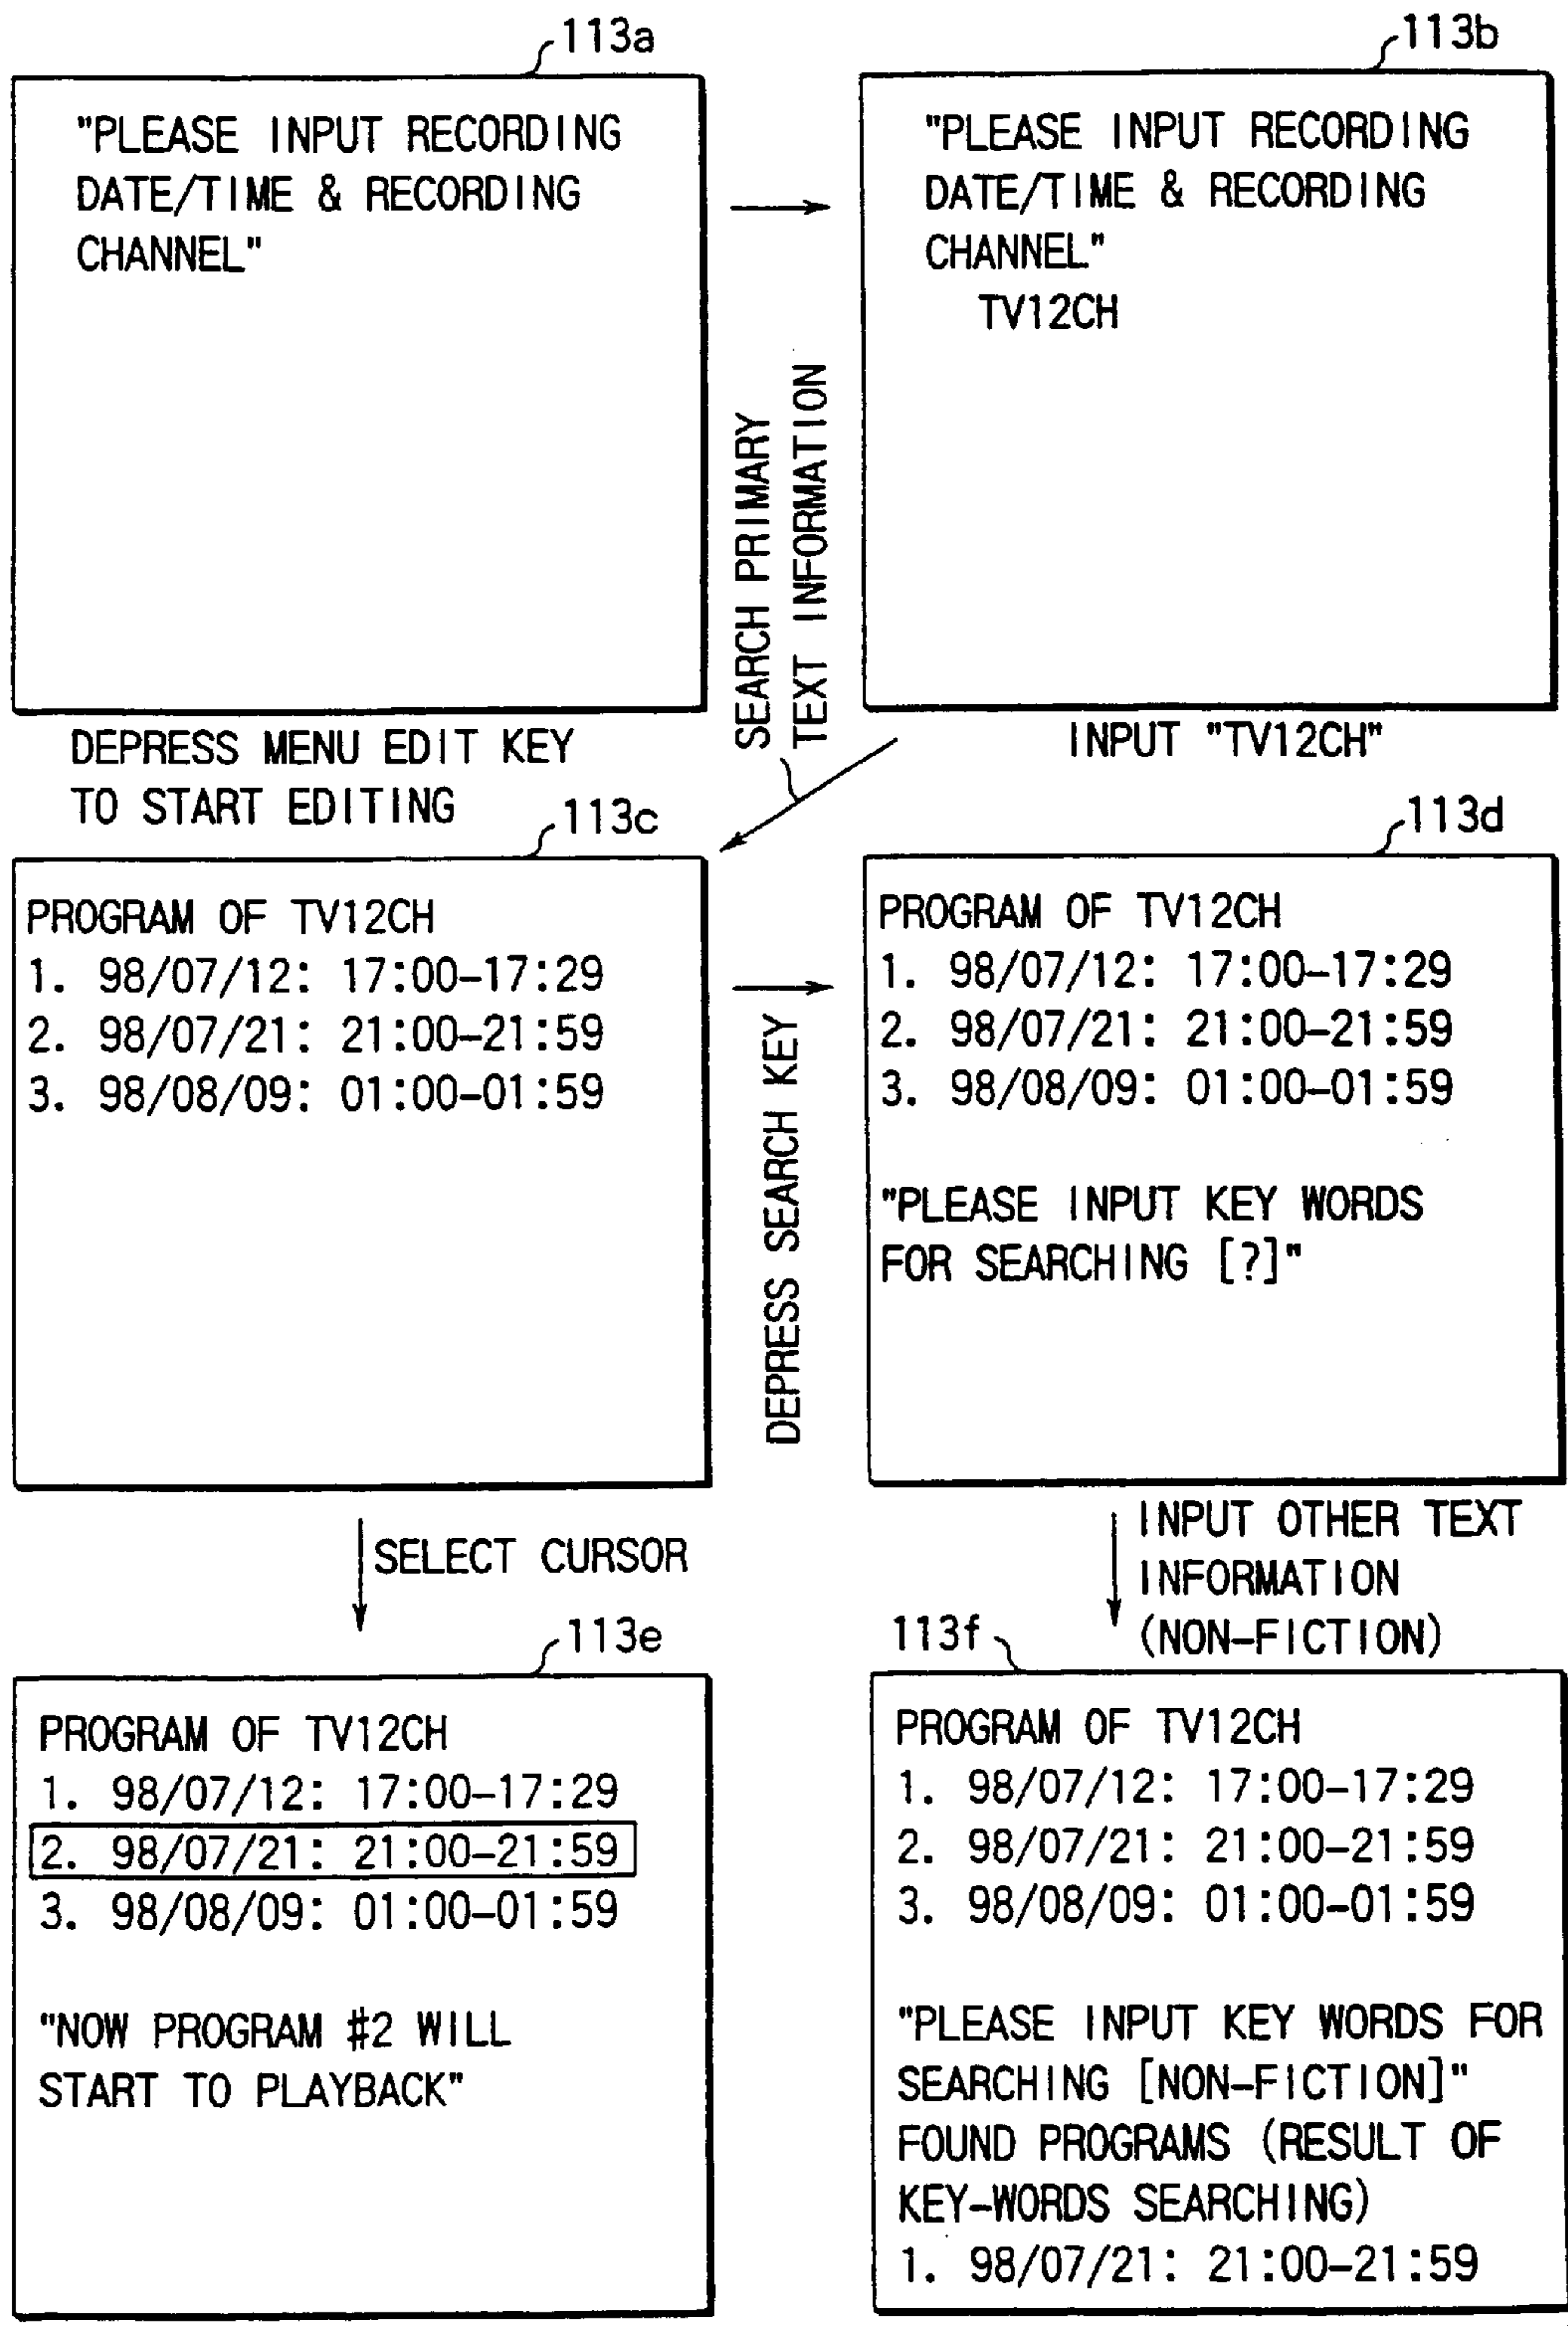 113a
"PLEASE INPUT RECORDING
DATE/TIME & RECORDING
CHANNEL"
DEPRESS MENU EDIT KEY
TO START EDITING
113b
"PLEASE INPUT RECORDING
DATE/TIME & RECORDING
CHANNEL"
TV12CH
INPUT "TV12CH"
SEARCH PRIMARY
TEXT INFORMATION
113c
PROGRAM OF TV12CH
1. 98/07/12: 17:00-17:29
2. 98/07/21: 21:00-21:59
3. 98/08/09: 01:00-01:59
DEPRESS SEARCH KEY
113d
PROGRAM OF TV12CH
1. 98/07/12: 17:00-17:29
2. 98/07/21: 21:00-21:59
3. 98/08/09: 01:00-01:59
"PLEASE INPUT KEY WORDS
FOR SEARCHING [?]"
SELECT CURSOR
INPUT OTHER TEXT
INFORMATION
(NON-FICTION)
113e
PROGRAM OF TV12CH
1. 98/07/12: 17:00-17:29
2. 98/07/21: 21:00-21:59
3. 98/08/09: 01:00-01:59
"NOW PROGRAM #2 WILL
START TO PLAYBACK"
113f
PROGRAM OF TV12CH
1. 98/07/12: 17:00-17:29
2. 98/07/21: 21:00-21:59
3. 98/08/09: 01:00-01:59
"PLEASE INPUT KEY WORDS FOR
SEARCHING [NON-FICTION]"
FOUND PROGRAMS (RESULT OF
KEY-WORDS SEARCHING)
1. 98/07/21: 21:00-21:59